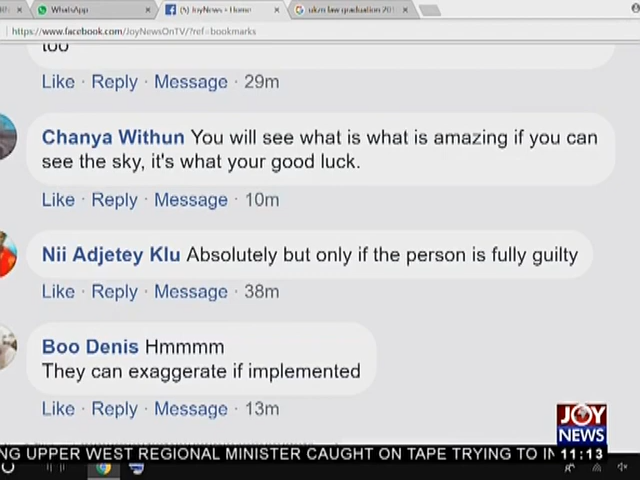 WhatsApp
JoyNews - Home
ukzn law graduation 201
https://www.facebook.com/JoyNewsOnTV/?ref=bookmarks
too
Like · Reply · Message · 29m
Chanya Withun You will see what is what is amazing if you can
see the sky, it's what your good luck.
Like · Reply · Message · 10m
Nii Adjetey Klu Absolutely but only if the person is fully guilty
Like · Reply · Message · 38m
Boo Denis Hmmmm
They can exaggerate if implemented
Like · Reply · Message · 13m
JOY
NEWS
NG UPPER WEST REGIONAL MINISTER CAUGHT ON TAPE TRYING TO IN
11:13